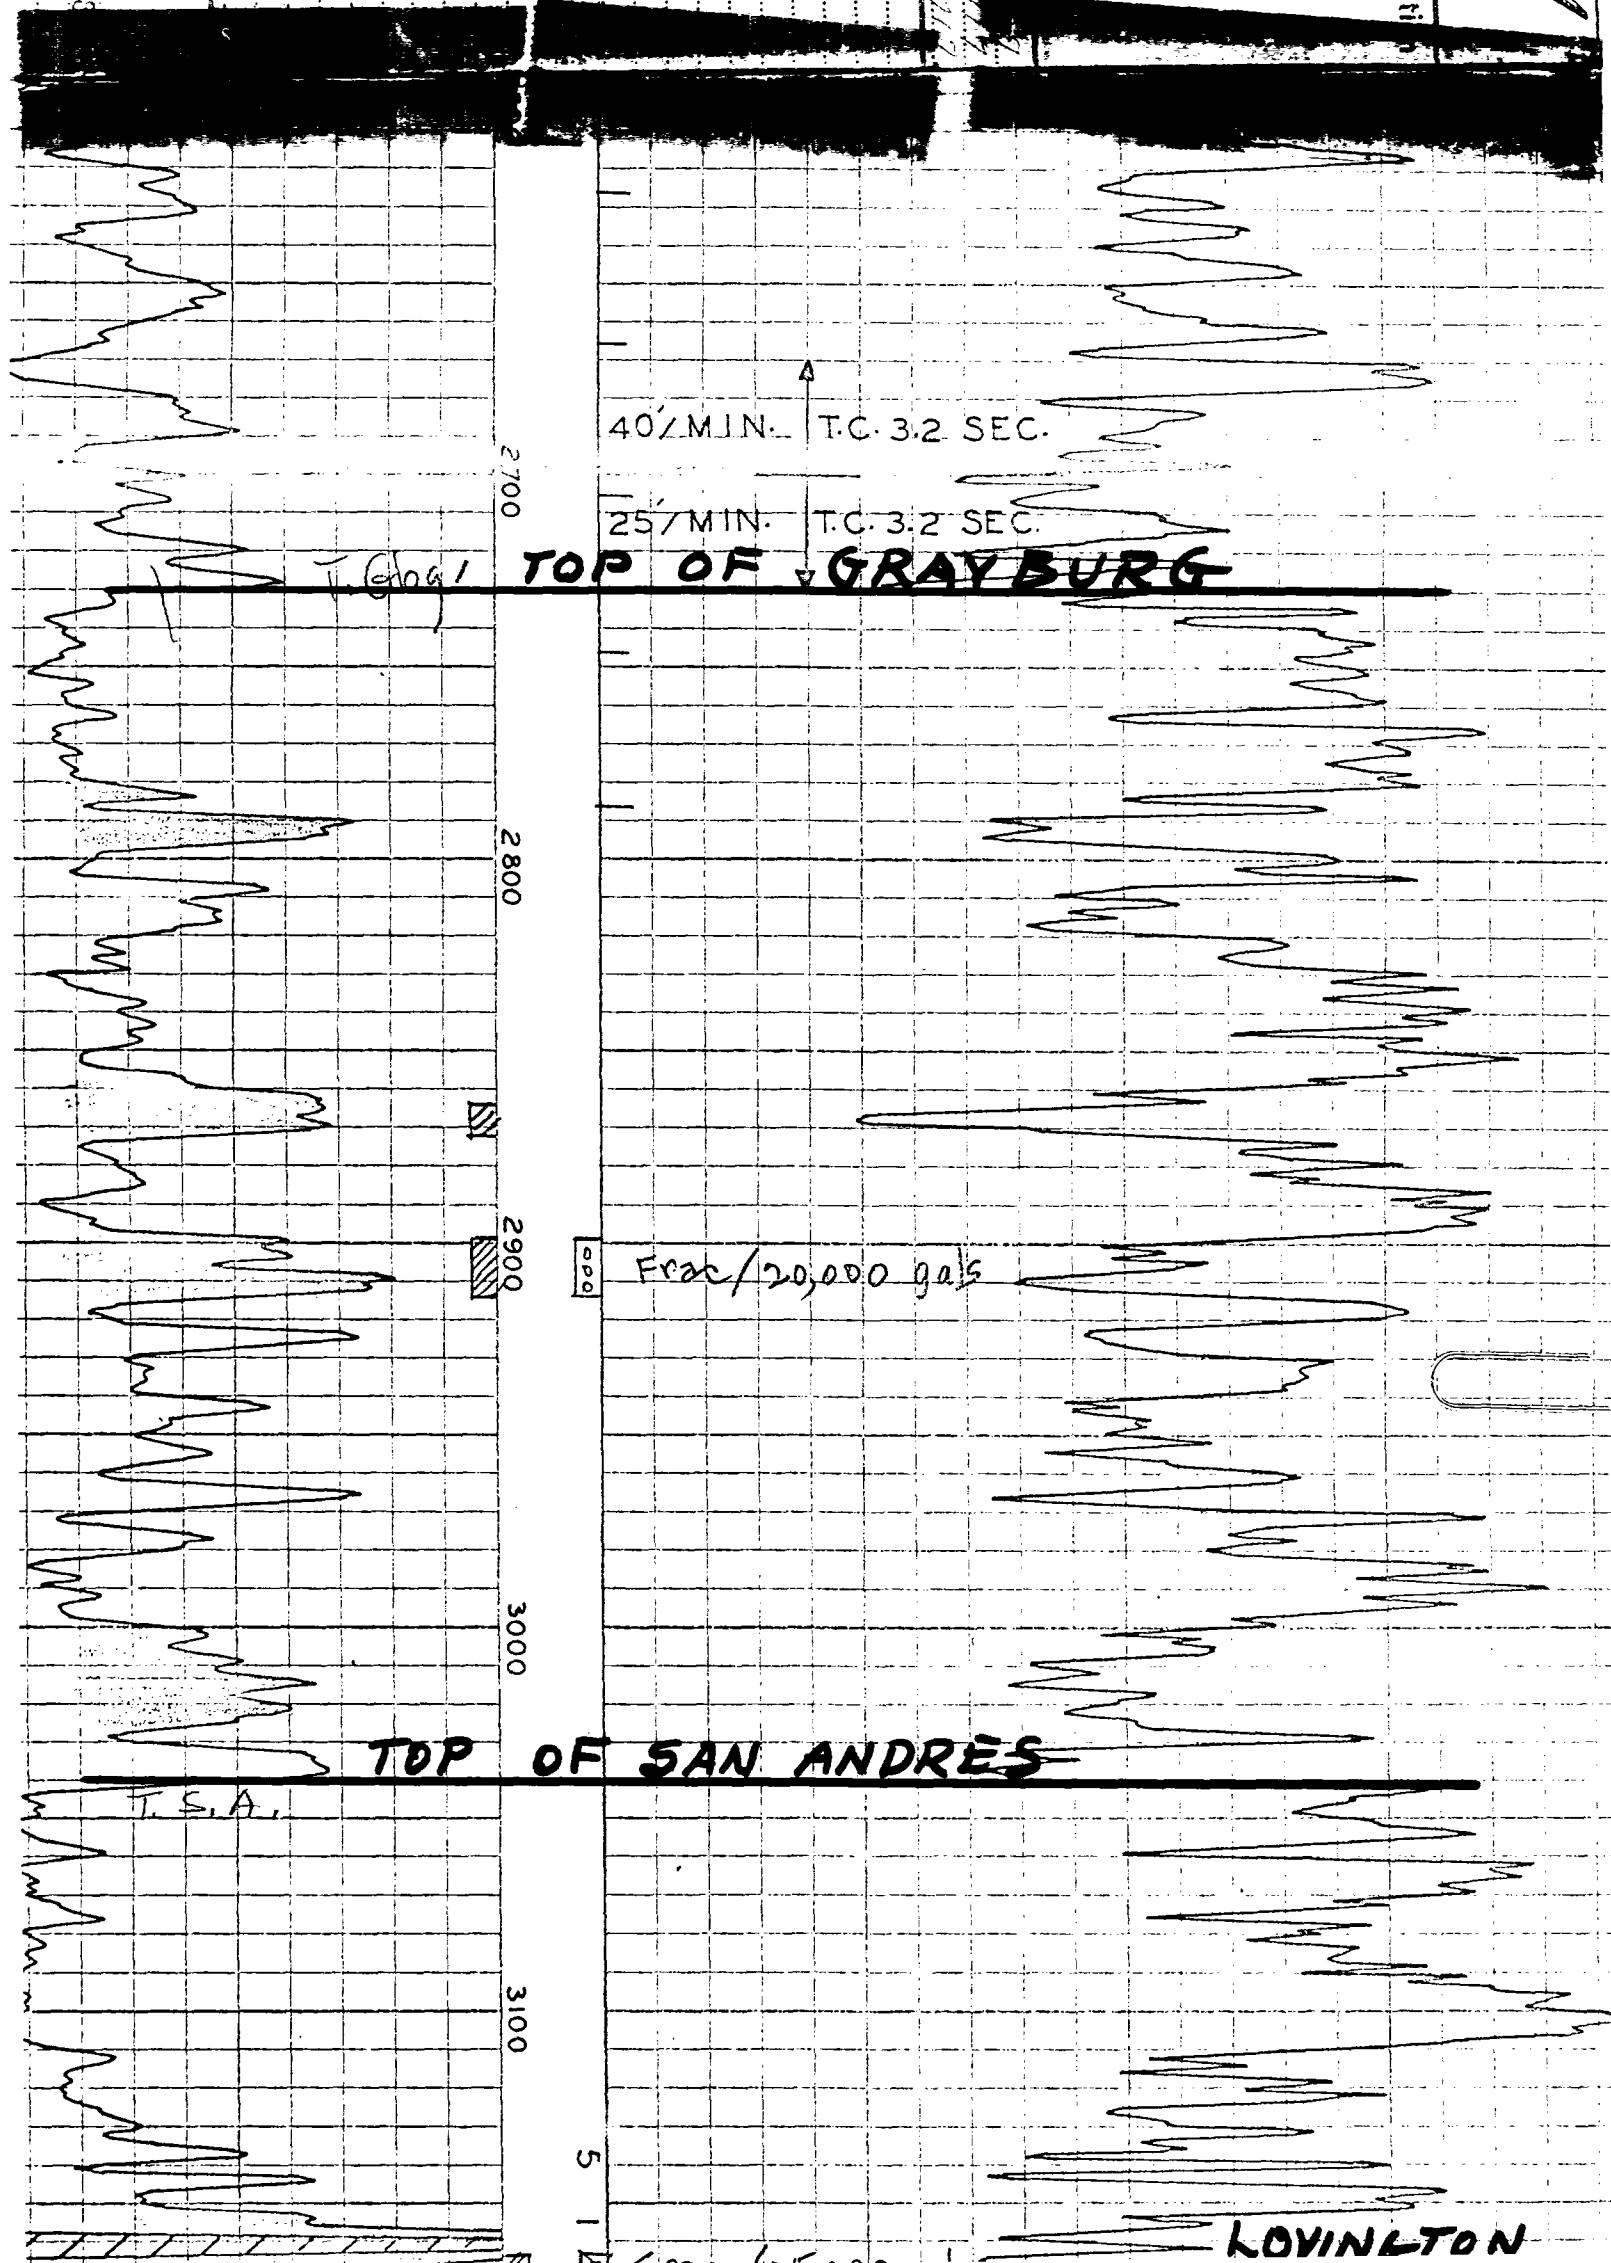 40'/MIN. T.C. 3.2 SEC.
2700
25'/MIN. T.C. 3.2 SEC.
TOP OF GRAYBURG
2800
2900
Frac/20,000 gals
3000
TOP OF SAN ANDRES
T. S. A.
3100
5
1
LOVINGTON